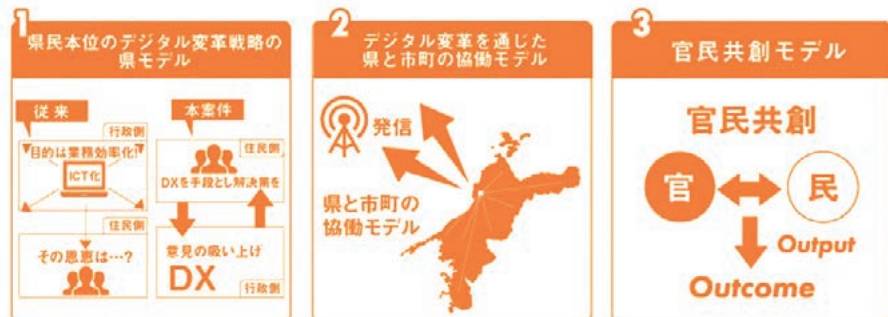 1
県民本位のデジタル変革戦略の
県モデル
従来
行政側
目的は業務効率化!
ICT化
住民側
その恩恵は…?
本案件
住民側
DXを手段とし解決策を
意見の吸い上げ
DX
行政側
2
デジタル変革を通じた
県と市町の協働モデル
発信
県と市町の
協働モデル
3
官民共創モデル
官民共創
官
民
Output
Outcome